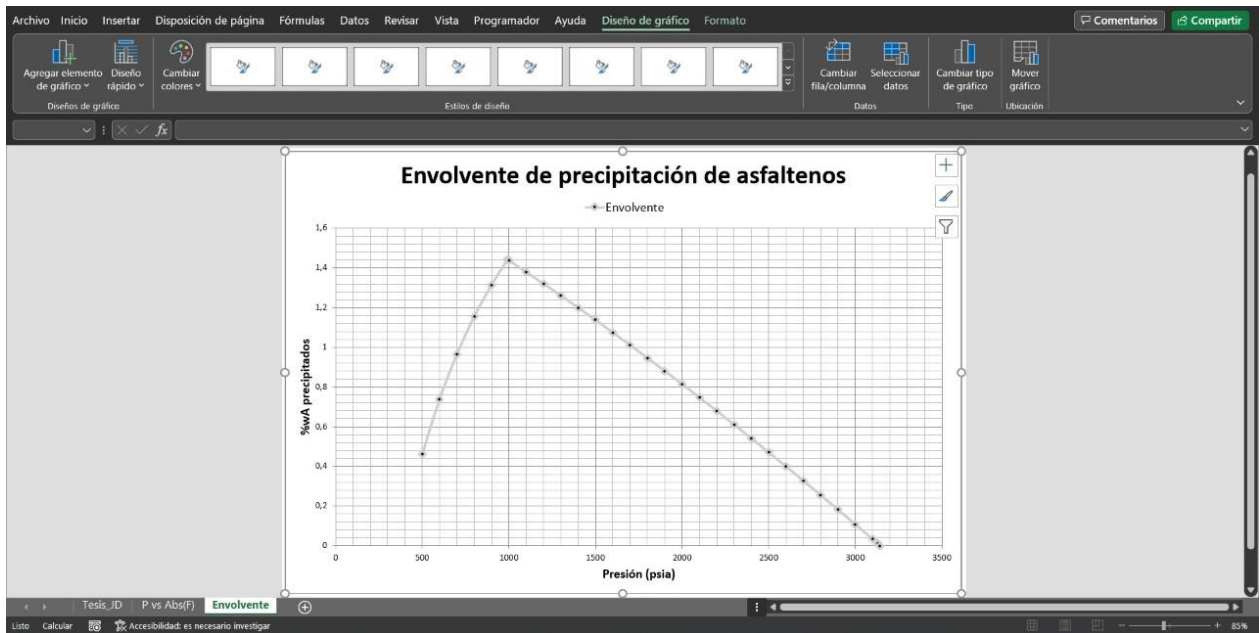 Archivo Inicio Insertar Disposición de página Fórmulas Datos Revisar Vista Programador Ayuda Diseño de gráfico Formato
Comentarios
Compartir
Agregar elemento de gráfico
Diseño rápido
Cambiar colores
Cambiar fila/columna
Seleccionar datos
Cambiar tipo de gráfico
Mover gráfico
Diseños de gráfico
Estilos de diseño
Datos
Tipo
Ubicación
fx
Envolvente de precipitación de asfaltenos
Envolvente
1,6
1,4
1,2
1
0,8
0,6
0,4
0,2
0
%wA precipitados
0 500 1000 1500 2000 2500 3000 3500
Presión (psia)
Tesis_JD P vs Abs(F) Envolvente
Listo Calcular Accesibilidad: es necesario investigar
85%